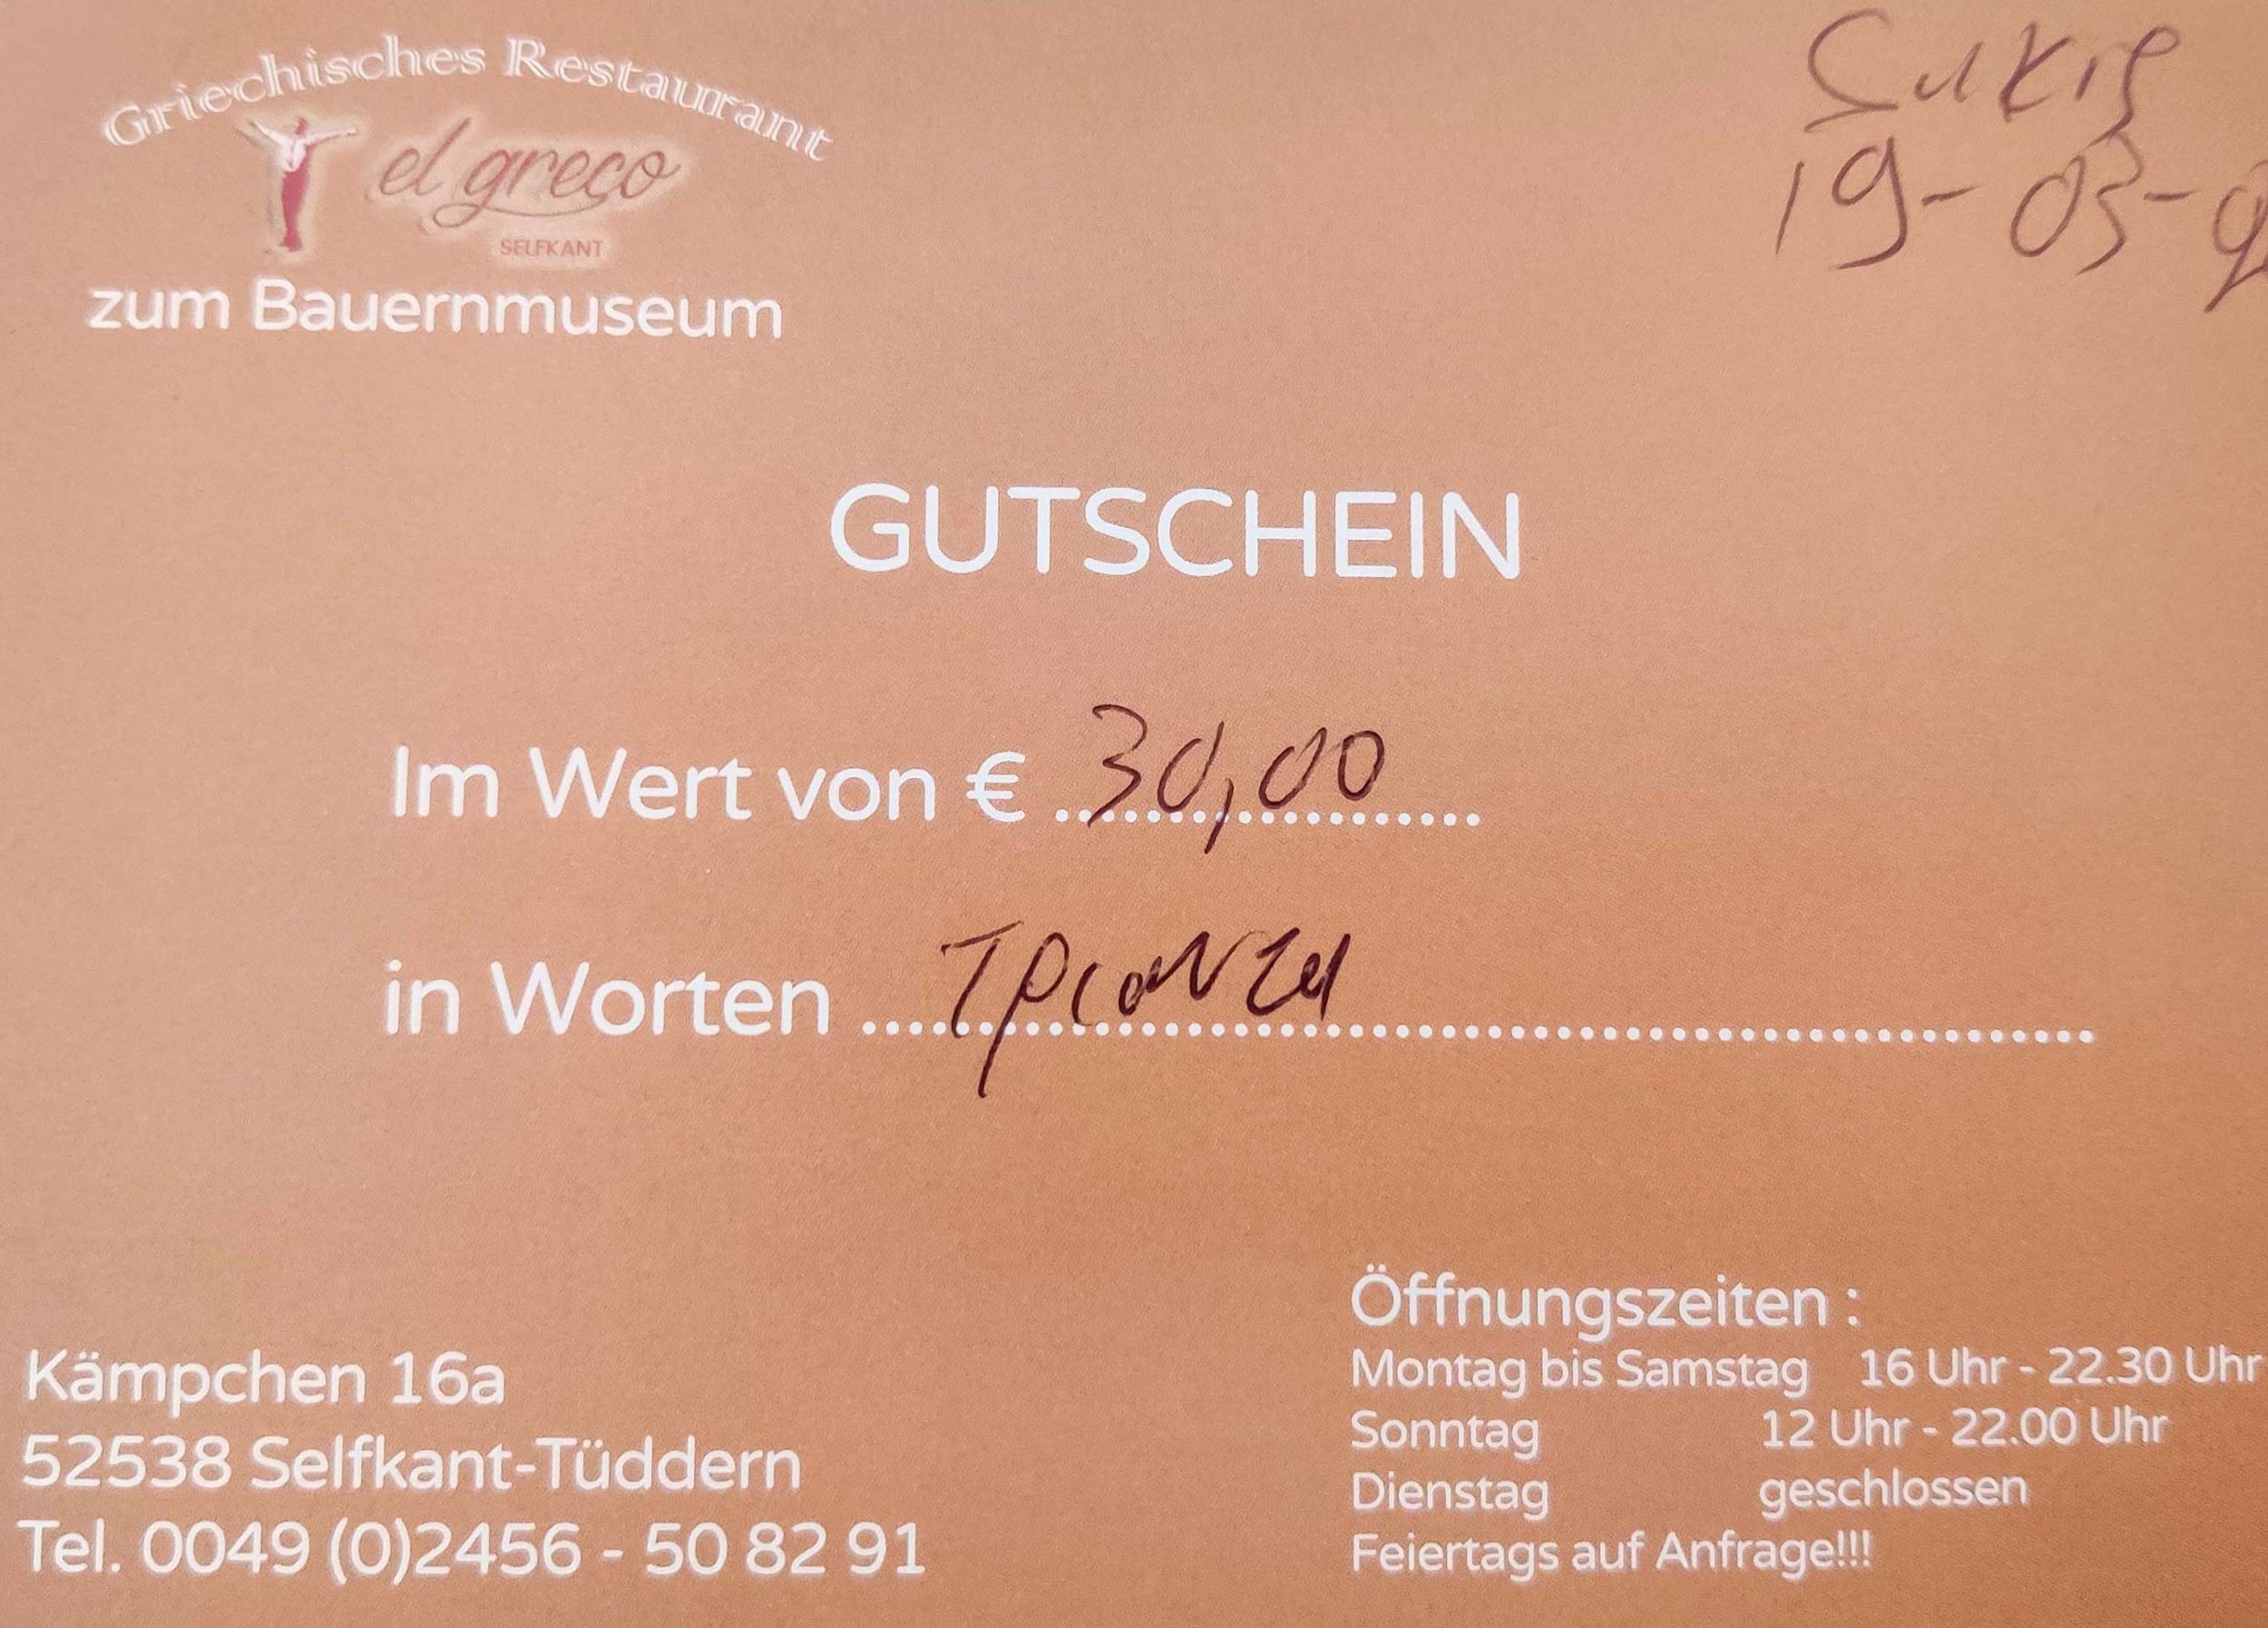 Griechisches Restaurant
el greco
SELFKANT
zum Bauernmuseum
19-03-
GUTSCHEIN
Im Wert von € 30,00
in Worten Τριαντα
Öffnungszeiten :
Montag bis Samstag 16 Uhr - 22.30 Uhr
Sonntag 12 Uhr - 22.00 Uhr
Dienstag geschlossen
Feiertags auf Anfrage!!!
Kämpchen 16a
52538 Selfkant-Tüddern
Tel. 0049 (0)2456 - 50 82 91